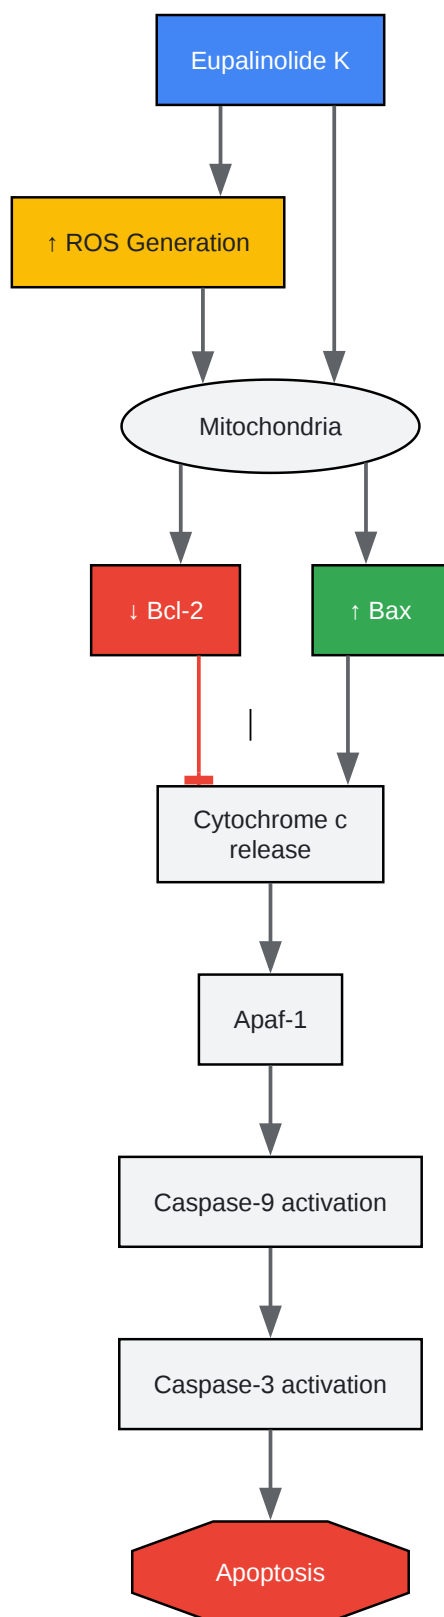 Eupalinolide K
↑ ROS Generation
Mitochondria
↓ Bcl-2
↑ Bax
|
Cytochrome c
release
Apaf-1
Caspase-9 activation
Caspase-3 activation
Apoptosis